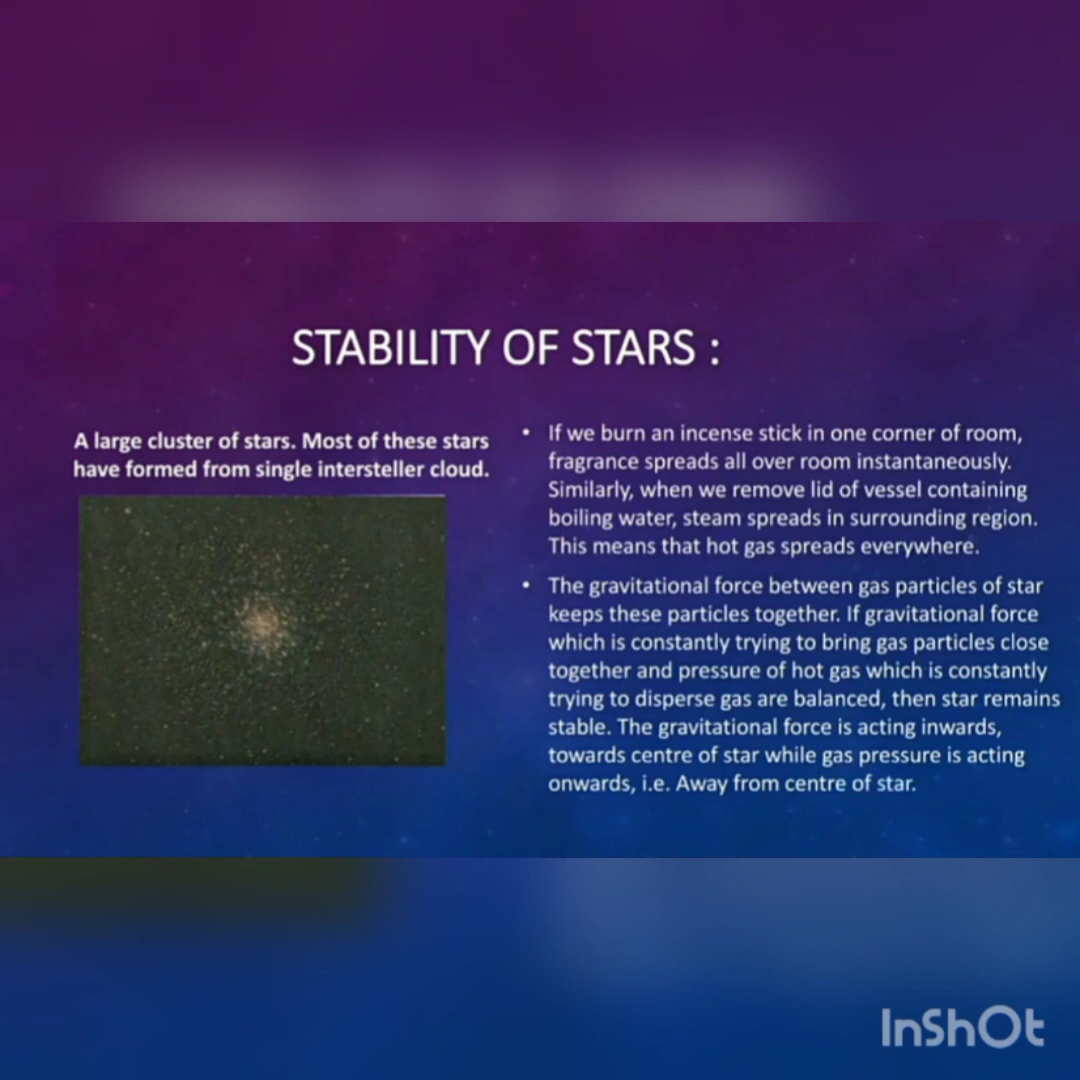 STABILITY OF STARS :
A large cluster of stars. Most of these stars
have formed from single intersteller cloud.
• If we burn an incense stick in one corner of room,
fragrance spreads all over room instantaneously.
Similarly, when we remove lid of vessel containing
boiling water, steam spreads in surrounding region.
This means that hot gas spreads everywhere.
• The gravitational force between gas particles of star
keeps these particles together. If gravitational force
which is constantly trying to bring gas particles close
together and pressure of hot gas which is constantly
trying to disperse gas are balanced, then star remains
stable. The gravitational force is acting inwards,
towards centre of star while gas pressure is acting
onwards, i.e. Away from centre of star.
InShOt